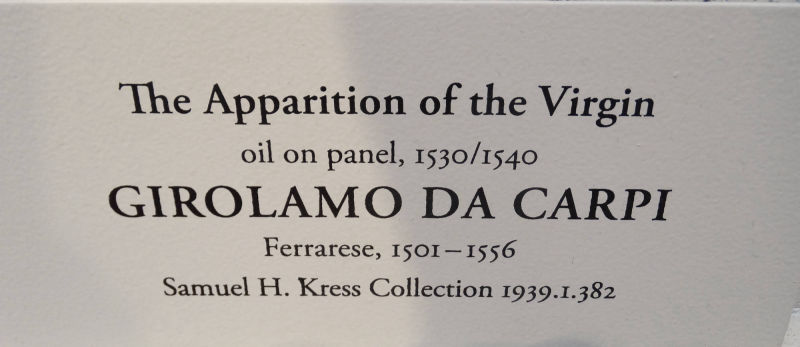 The Apparition of the Virgin
oil on panel, 1530/1540
GIROLAMO DA CARPI
Ferrarese, 1501–1556
Samuel H. Kress Collection 1939.1.382